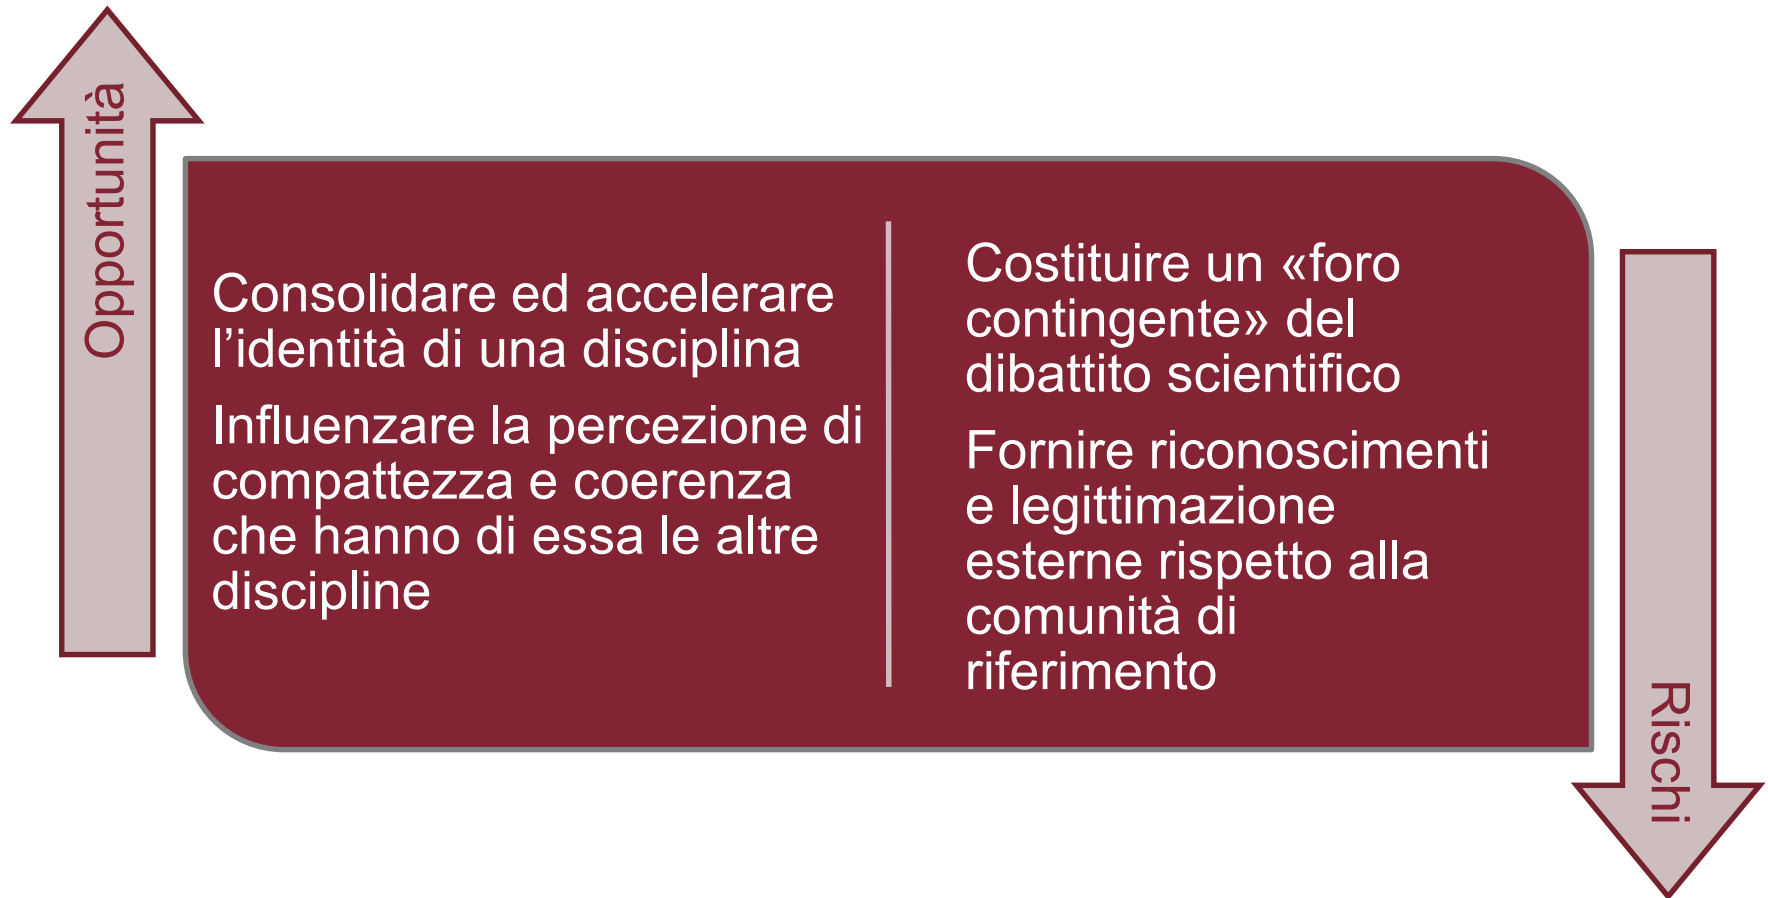 Opportunità
Consolidare ed accelerare
l’identità di una disciplina
Influenzare la percezione di
compattezza e coerenza
che hanno di essa le altre
discipline
Costituire un «foro
contingente» del
dibattito scientifico
Fornire riconoscimenti
e legittimazione
esterne rispetto alla
comunità di
riferimento
Rischi